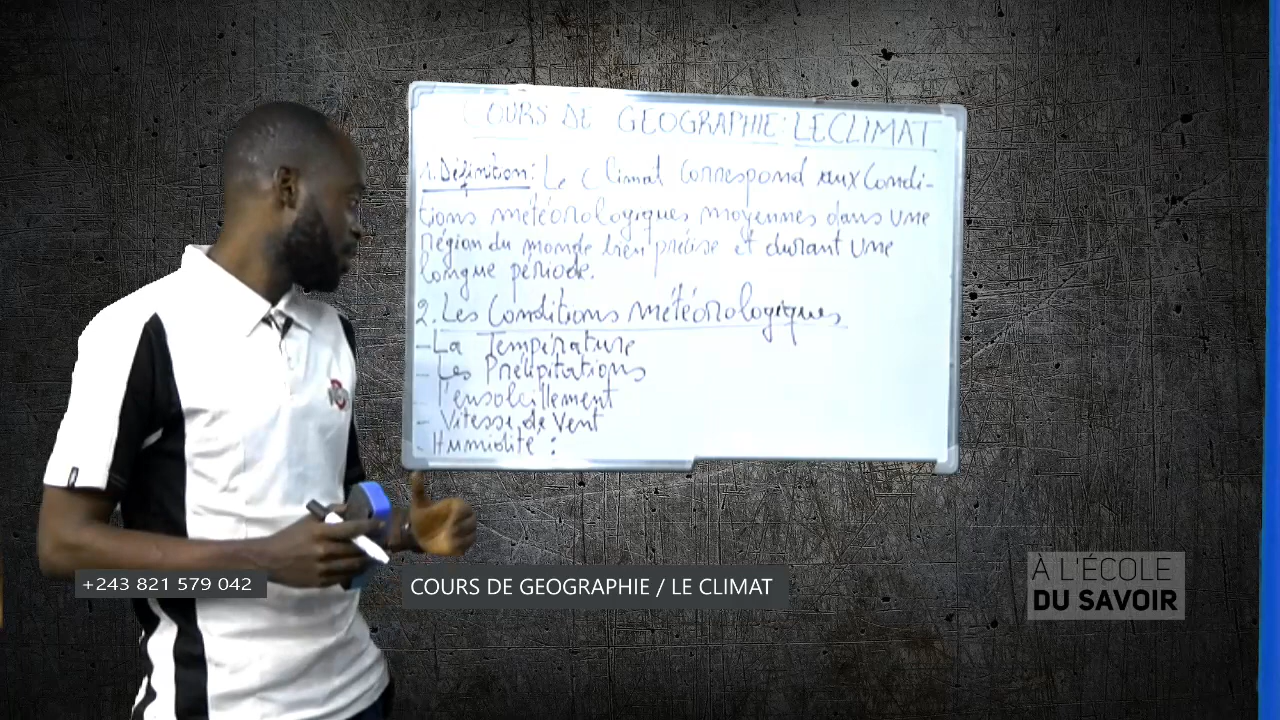 COURS DE GEOGRAPHIE: LE CLIMAT
1. Définition: Le Climat correspond aux Condi-
tions météorologiques moyennes dans une
région du monde bien précise et durant une
longue période.
2. Les Conditions météorologiques
- La Température
- Les Précipitations
l'ensoleillement
- Vitesse de Vent
- Humidité :
+243 821 579 042
COURS DE GEOGRAPHIE / LE CLIMAT
À L'ÉCOLE
DU SAVOIR